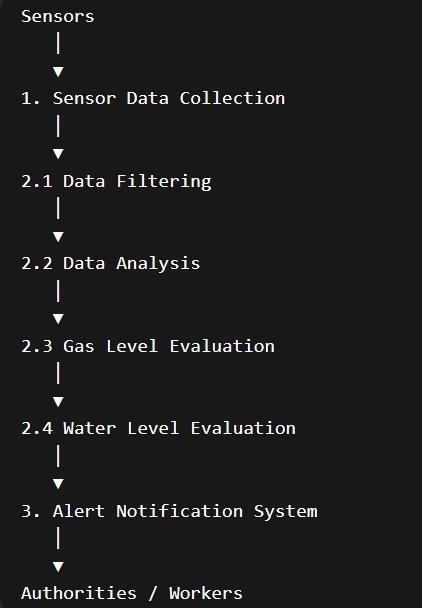 Sensors
1. Sensor Data Collection
2.1 Data Filtering
2.2 Data Analysis
2.3 Gas Level Evaluation
2.4 Water Level Evaluation
3. Alert Notification System
Authorities / Workers